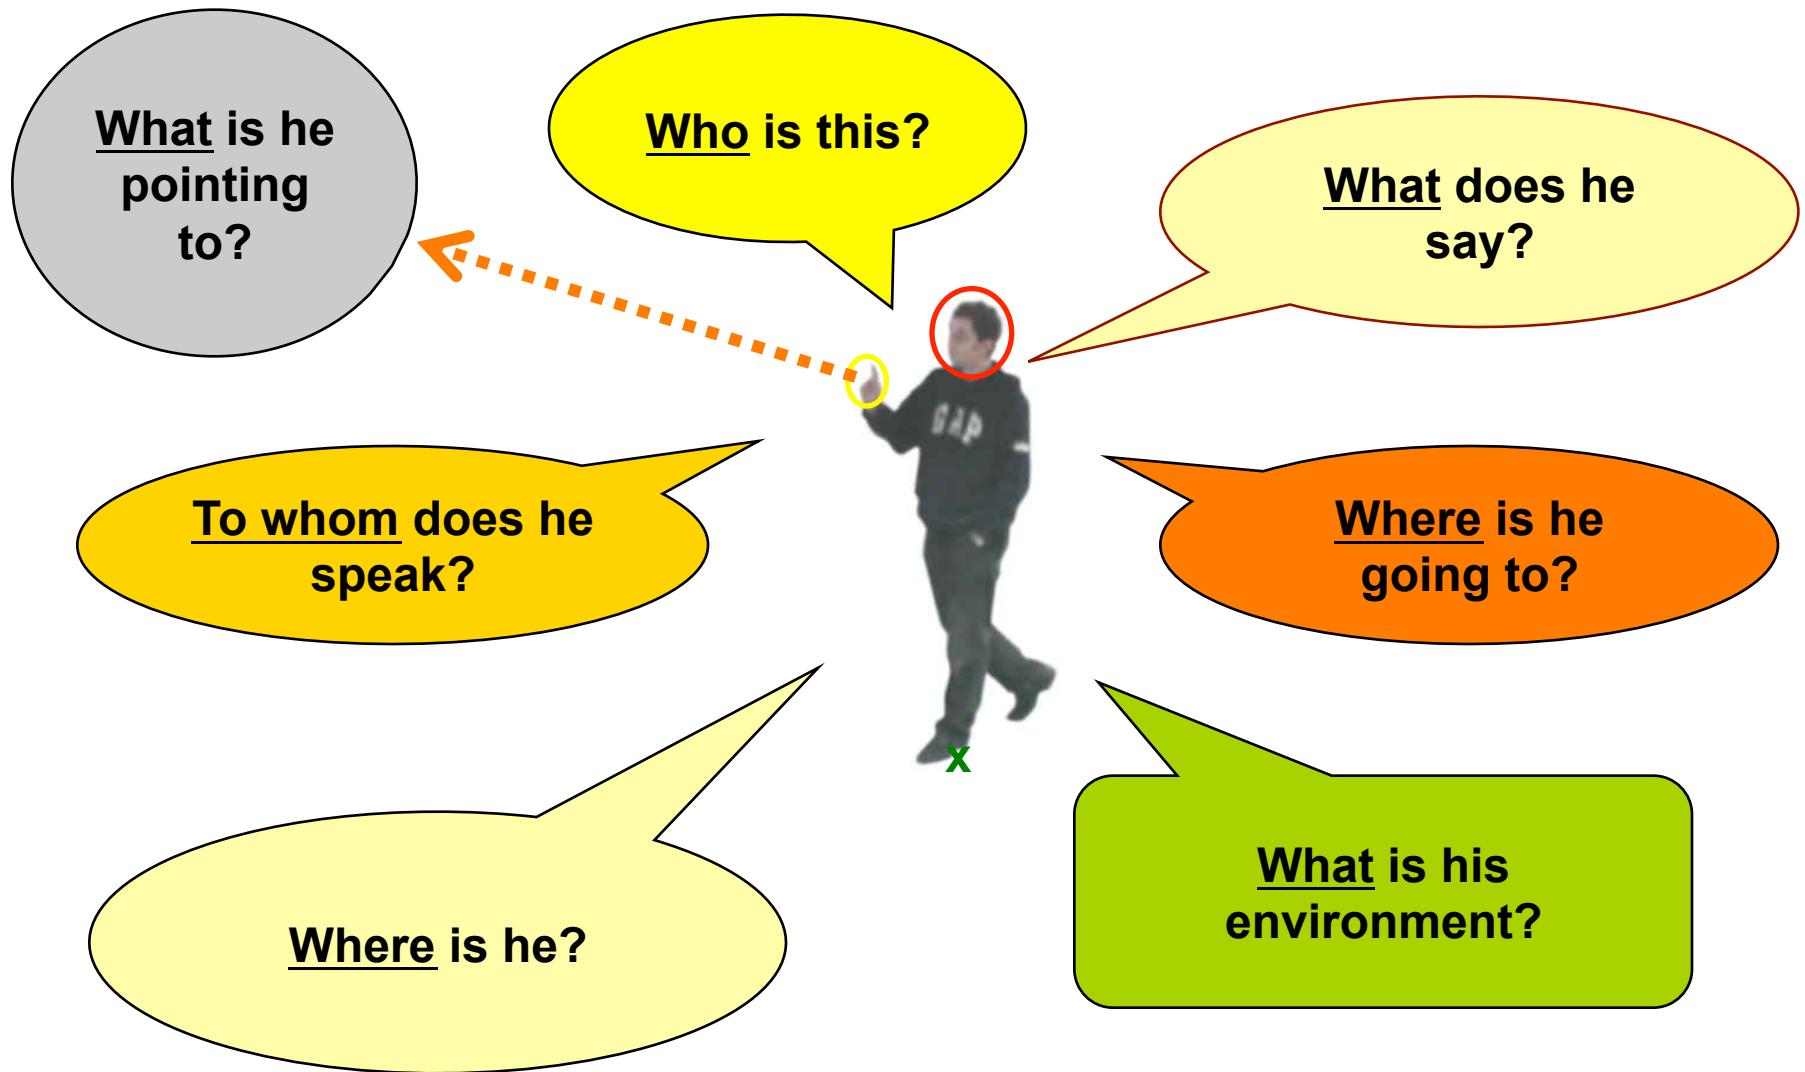 What is he
pointing
to?
Who is this?
What does he
say?
GAP
To whom does he
speak?
Where is he
going to?
x
Where is he?
What is his
environment?